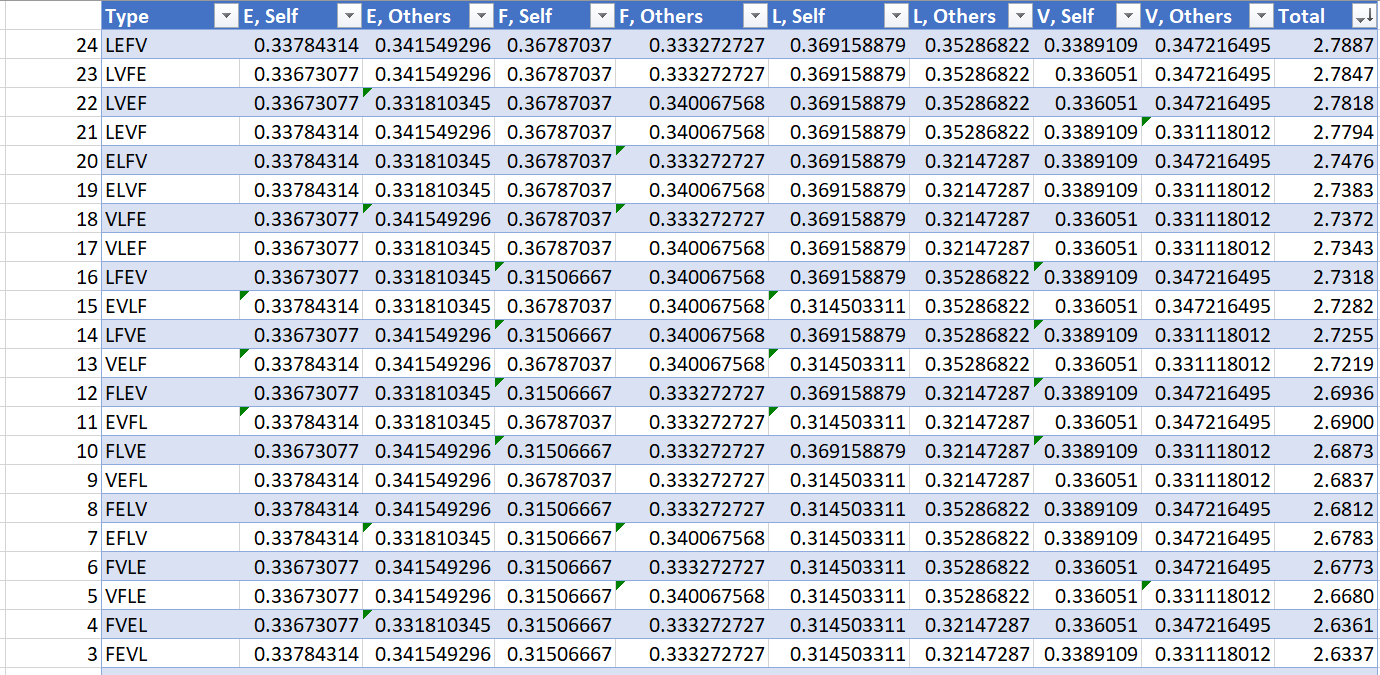 Type E, Self E, Others F, Self F, Others L, Self L, Others V, Self V, Others Total
24 LEFV 0.33784314 0.341549296 0.36787037 0.333272727 0.369158879 0.35286822 0.3389109 0.347216495 2.7887
23 LVFE 0.33673077 0.341549296 0.36787037 0.333272727 0.369158879 0.35286822 0.336051 0.347216495 2.7847
22 LVEF 0.33673077 0.331810345 0.36787037 0.340067568 0.369158879 0.35286822 0.336051 0.347216495 2.7818
21 LEVF 0.33784314 0.341549296 0.36787037 0.340067568 0.369158879 0.35286822 0.3389109 0.331118012 2.7794
20 ELFV 0.33784314 0.331810345 0.36787037 0.333272727 0.369158879 0.32147287 0.3389109 0.347216495 2.7476
19 ELVF 0.33784314 0.331810345 0.36787037 0.340067568 0.369158879 0.32147287 0.3389109 0.331118012 2.7383
18 VLFE 0.33673077 0.341549296 0.36787037 0.333272727 0.369158879 0.32147287 0.336051 0.331118012 2.7372
17 VLEF 0.33673077 0.331810345 0.36787037 0.340067568 0.369158879 0.32147287 0.336051 0.331118012 2.7343
16 LFEV 0.33673077 0.331810345 0.31506667 0.340067568 0.369158879 0.35286822 0.3389109 0.347216495 2.7318
15 EVLF 0.33784314 0.331810345 0.36787037 0.340067568 0.314503311 0.35286822 0.336051 0.347216495 2.7282
14 LFVE 0.33673077 0.341549296 0.31506667 0.340067568 0.369158879 0.35286822 0.3389109 0.331118012 2.7255
13 VELF 0.33784314 0.341549296 0.36787037 0.340067568 0.314503311 0.35286822 0.336051 0.331118012 2.7219
12 FLEV 0.33673077 0.331810345 0.31506667 0.333272727 0.369158879 0.32147287 0.3389109 0.347216495 2.6936
11 EVFL 0.33784314 0.331810345 0.36787037 0.333272727 0.314503311 0.32147287 0.336051 0.347216495 2.6900
10 FLVE 0.33673077 0.341549296 0.31506667 0.333272727 0.369158879 0.32147287 0.3389109 0.331118012 2.6873
9 VEFL 0.33784314 0.341549296 0.36787037 0.333272727 0.314503311 0.32147287 0.336051 0.331118012 2.6837
8 FELV 0.33784314 0.341549296 0.31506667 0.333272727 0.314503311 0.35286822 0.3389109 0.347216495 2.6812
7 EFLV 0.33784314 0.331810345 0.31506667 0.340067568 0.314503311 0.35286822 0.3389109 0.347216495 2.6783
6 FVLE 0.33673077 0.341549296 0.31506667 0.333272727 0.314503311 0.35286822 0.336051 0.347216495 2.6773
5 VFLE 0.33673077 0.341549296 0.31506667 0.340067568 0.314503311 0.35286822 0.336051 0.331118012 2.6680
4 FVEL 0.33673077 0.331810345 0.31506667 0.333272727 0.314503311 0.32147287 0.336051 0.347216495 2.6361
3 FEVL 0.33784314 0.341549296 0.31506667 0.333272727 0.314503311 0.32147287 0.3389109 0.331118012 2.6337